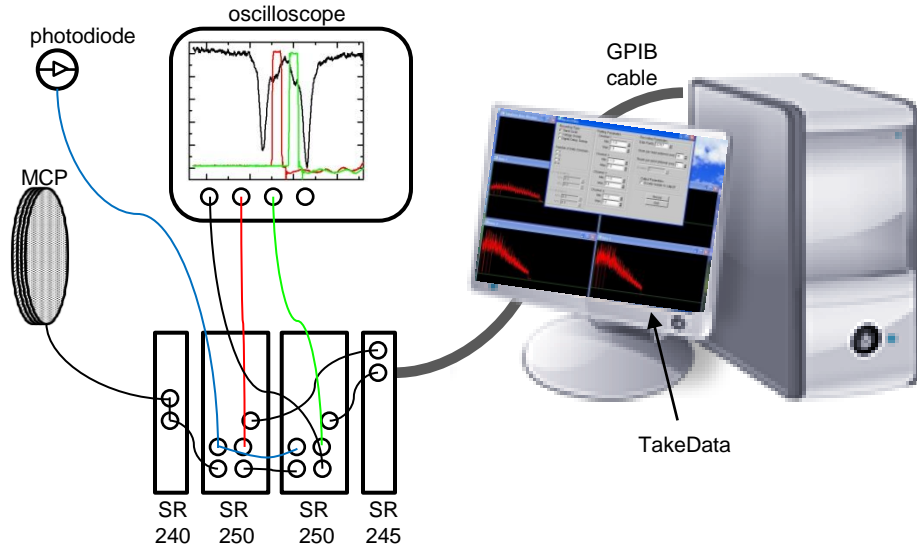 oscilloscope
photodiode
GPIB
cable
MCP
TakeData
SR
240
SR
250
SR
250
SR
245